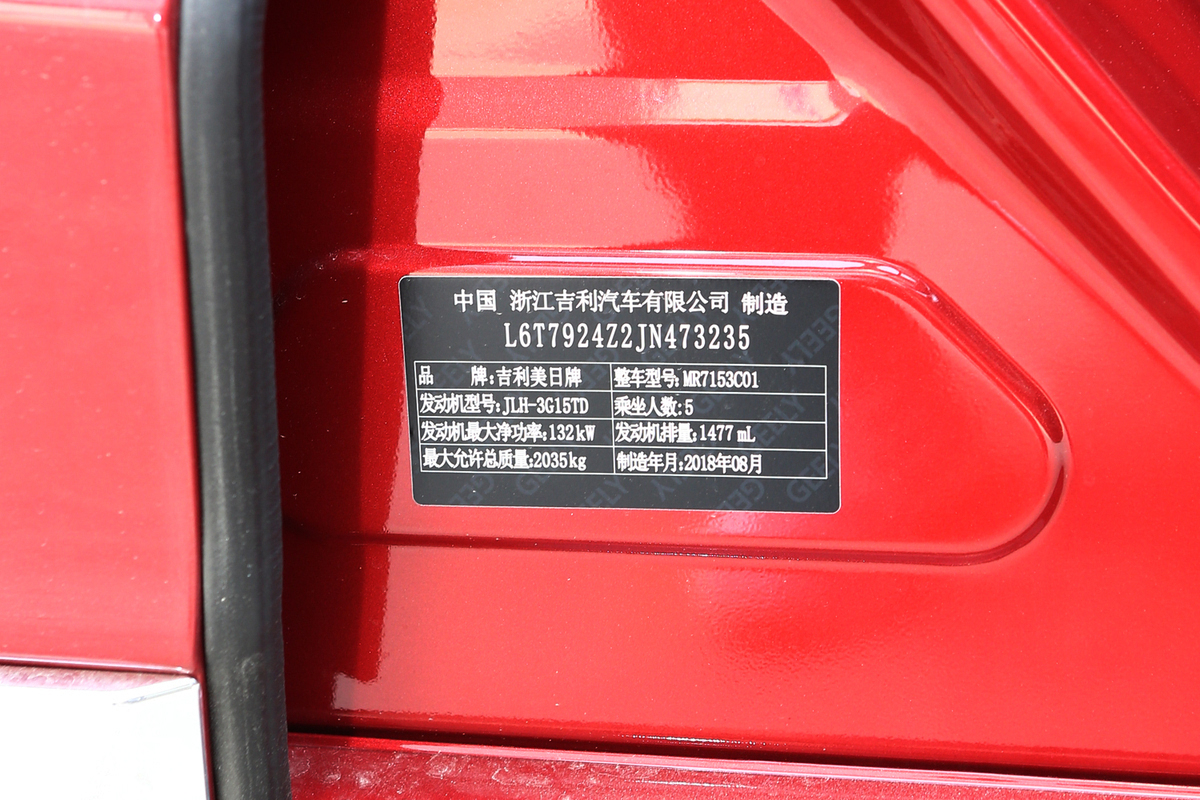 中国 浙江吉利汽车有限公司 制造
L6T7924Z2JN473235
品 牌:吉利美日牌 整车型号:MR7153C01
发动机型号:JLH-3G15TD 乘坐人数:5
发动机最大净功率:132kW 发动机排量:1477mL
最大允许总质量:2035kg 制造年月:2018年08月